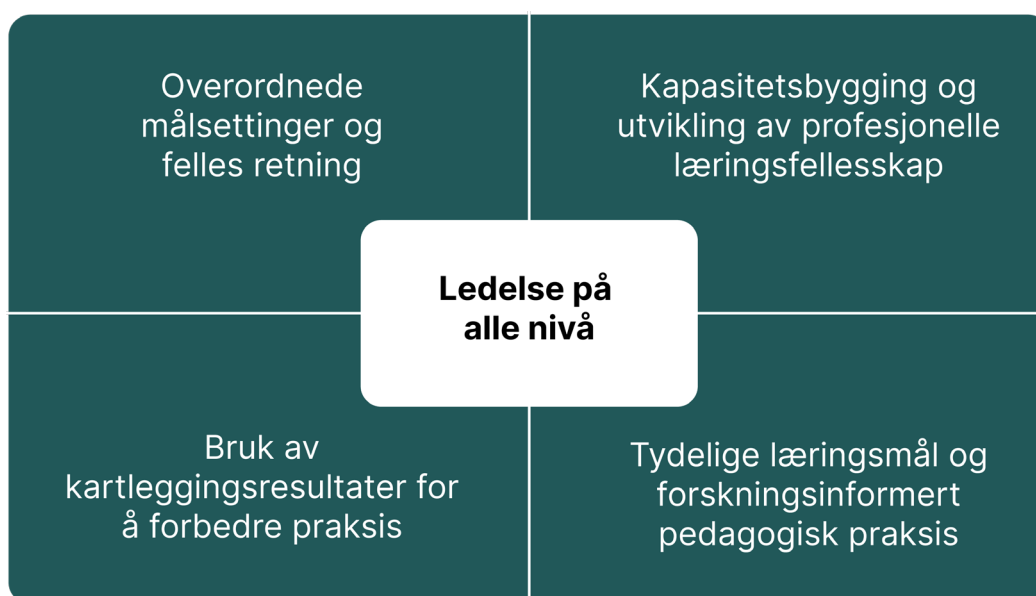 Overordnede
målsettinger og
felles retning
Kapasitetsbygging og
utvikling av profesjonelle
læringsfellesskap
Ledelse på
alle nivå
Bruk av
kartleggingsresultater for
å forbedre praksis
Tydelige læringsmål og
forskningsinformert
pedagogisk praksis